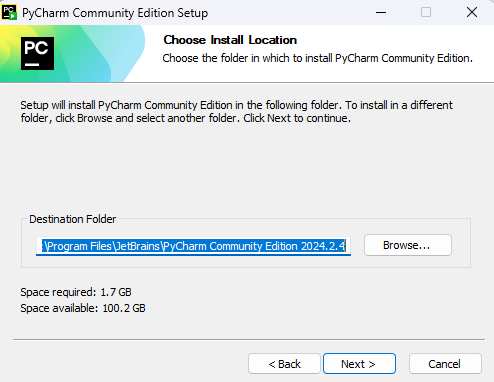 PyCharm Community Edition Setup
PC
Choose Install Location
Choose the folder in which to install PyCharm Community Edition.
Setup will install PyCharm Community Edition in the following folder. To install in a different
folder, click Browse and select another folder. Click Next to continue.
Destination Folder
:\Program Files\JetBrains\PyCharm Community Edition 2024.2.4
Browse...
Space required: 1.7 GB
Space available: 100.2 GB
< Back
Next >
Cancel